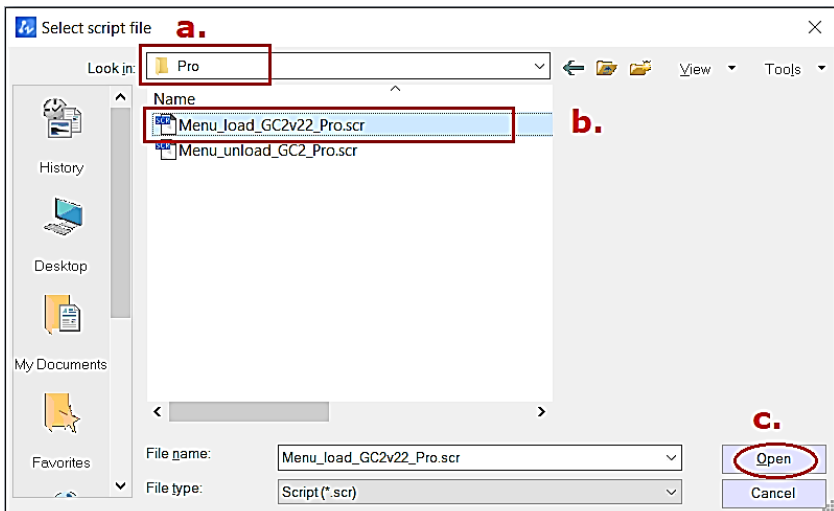 Select script file
a.
Look in:
Pro
View
Tools
Name
Menu_load_GC2v22_Pro.scr
b.
Menu_unload_GC2_Pro.scr
History
Desktop
My Documents
Favorites
c.
File name:
Menu_load_GC2v22_Pro.scr
Open
File type:
Script (*.scr)
Cancel